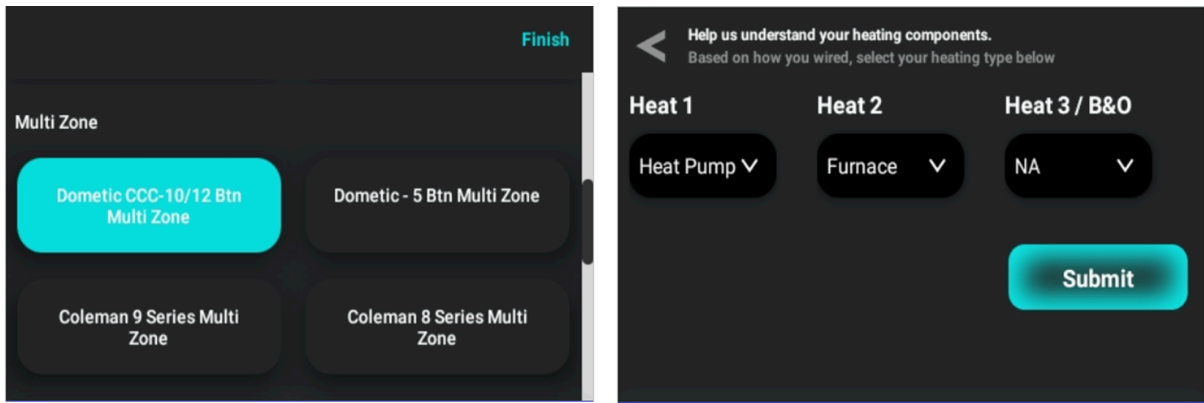 Finish
Multi Zone
Dometic CCC-10/12 Btn
Multi Zone
Dometic - 5 Btn Multi Zone
Coleman 9 Series Multi
Zone
Coleman 8 Series Multi
Zone
Help us understand your heating components.
Based on how you wired, select your heating type below
Heat 1
Heat 2
Heat 3 / B&O
Heat Pump
Furnace
NA
Submit